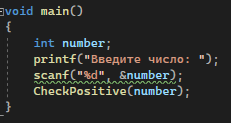 void main()
{
int number;
printf("Введите число: ");
scanf("%d", &number);
CheckPositive(number);
}